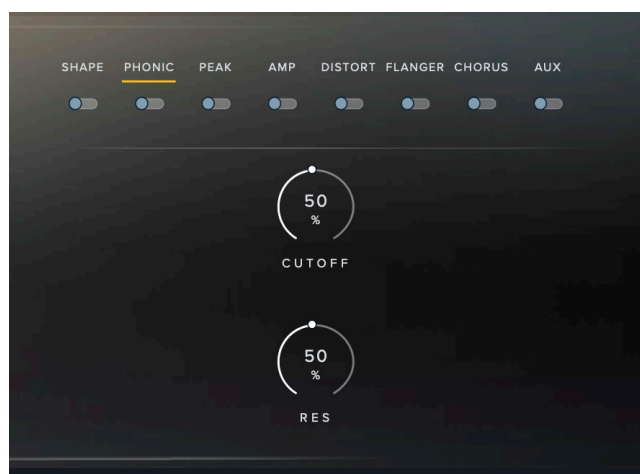 SHAPE PHONIC PEAK AMP DISTORT FLANGER CHORUS AUX
50
%
CUTOFF
50
%
RES